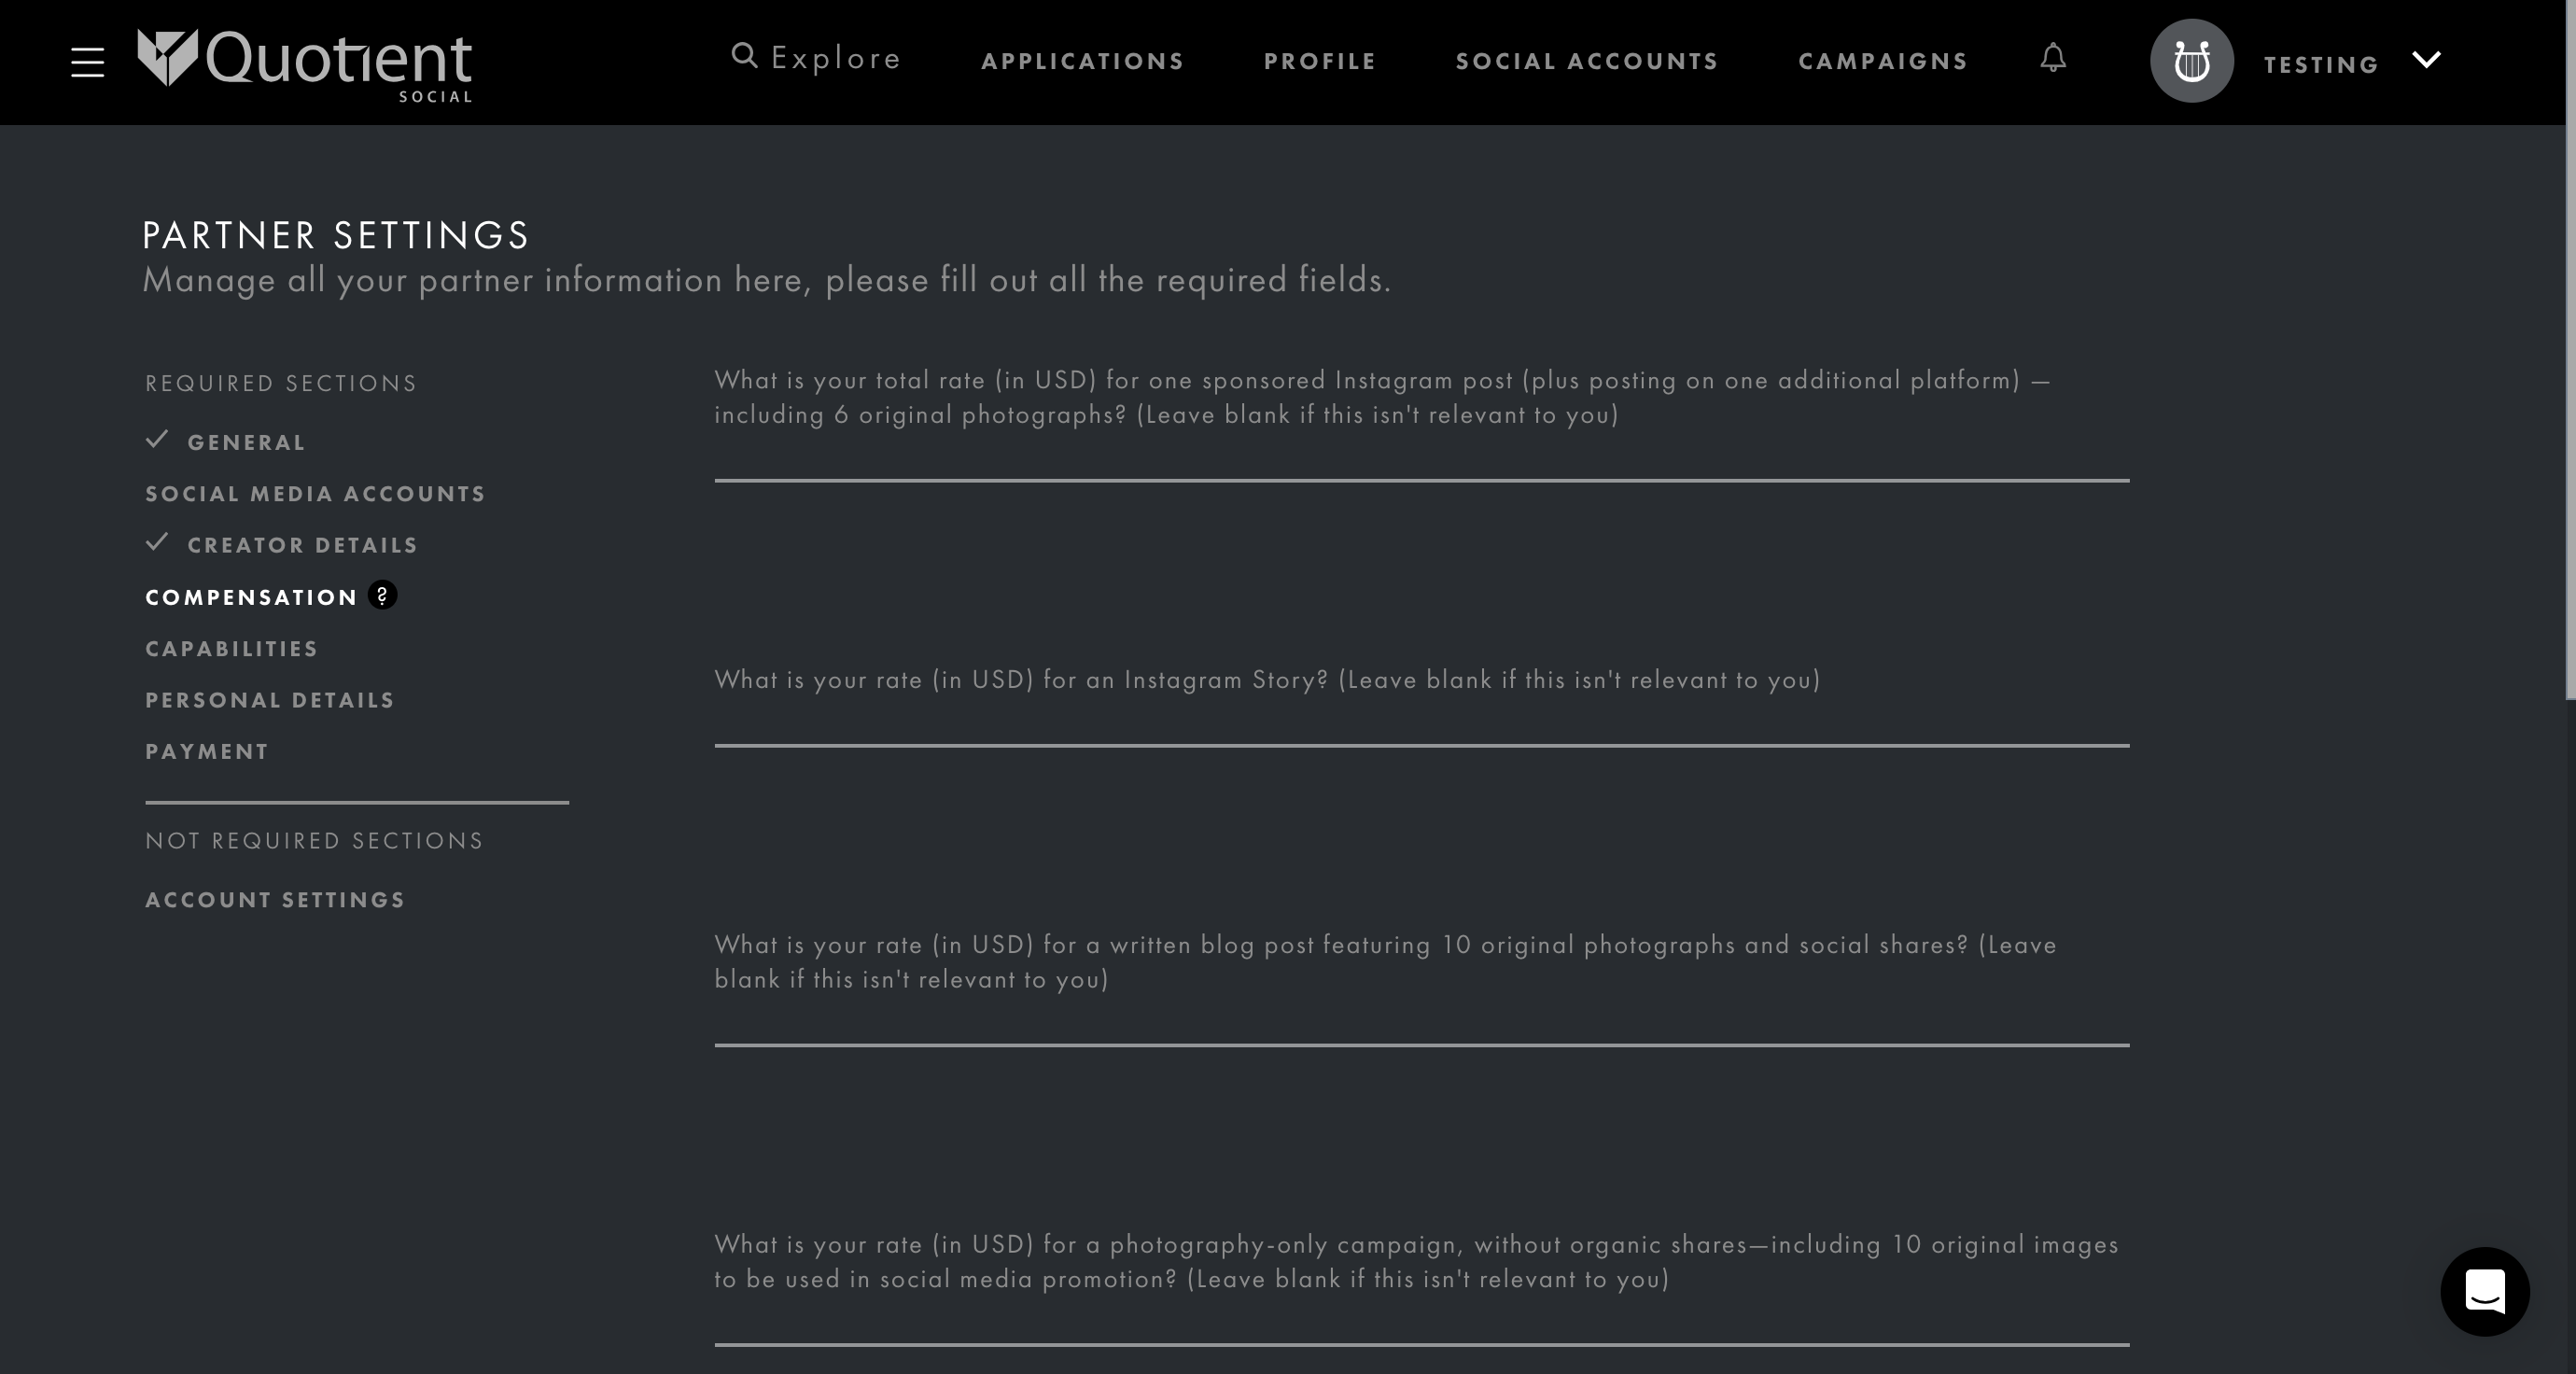 Quotient
SOCIAL
Explore
APPLICATIONS
PROFILE
SOCIAL ACCOUNTS
CAMPAIGNS
TESTING
PARTNER SETTINGS
Manage all your partner information here, please fill out all the required fields.
REQUIRED SECTIONS
GENERAL
SOCIAL MEDIA ACCOUNTS
CREATOR DETAILS
COMPENSATION ?
CAPABILITIES
PERSONAL DETAILS
PAYMENT
NOT REQUIRED SECTIONS
ACCOUNT SETTINGS
What is your total rate (in USD) for one sponsored Instagram post (plus posting on one additional platform) —
including 6 original photographs? (Leave blank if this isn't relevant to you)
What is your rate (in USD) for an Instagram Story? (Leave blank if this isn't relevant to you)
What is your rate (in USD) for a written blog post featuring 10 original photographs and social shares? (Leave
blank if this isn't relevant to you)
What is your rate (in USD) for a photography-only campaign, without organic shares—including 10 original images
to be used in social media promotion? (Leave blank if this isn't relevant to you)